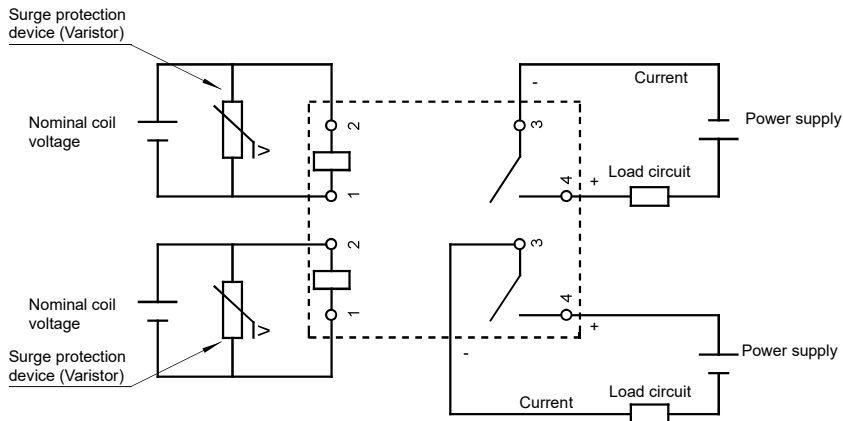 Surge protection
device (Varistor)
Nominal coil
voltage
V
2
1
-
Current
3
Power supply
4
+
Load circuit
Nominal coil
voltage
V
2
1
Surge protection
device (Varistor)
3
4
+
-
Power supply
Load circuit
Current